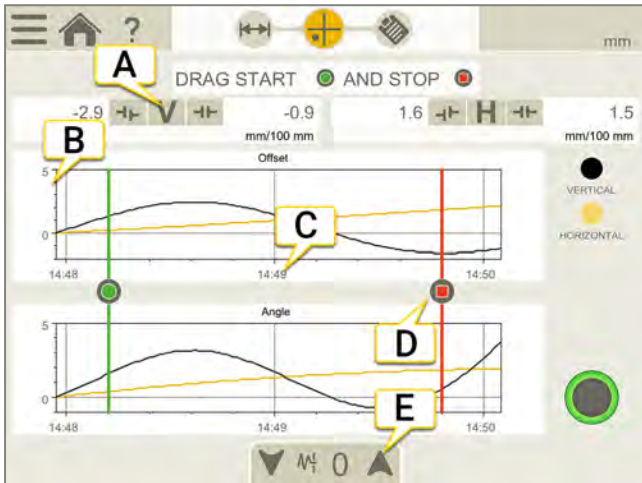 ?
mm
A
DRAG START AND STOP
-2.9 V -0.9 1.6 H 1.5
mm/100 mm mm/100 mm
B
Offset
5
0
C
14:48 14:49 14:50
VERTICAL
HORIZONTAL
Angle
5
0
D
14:48 14:49 14:50
E
0